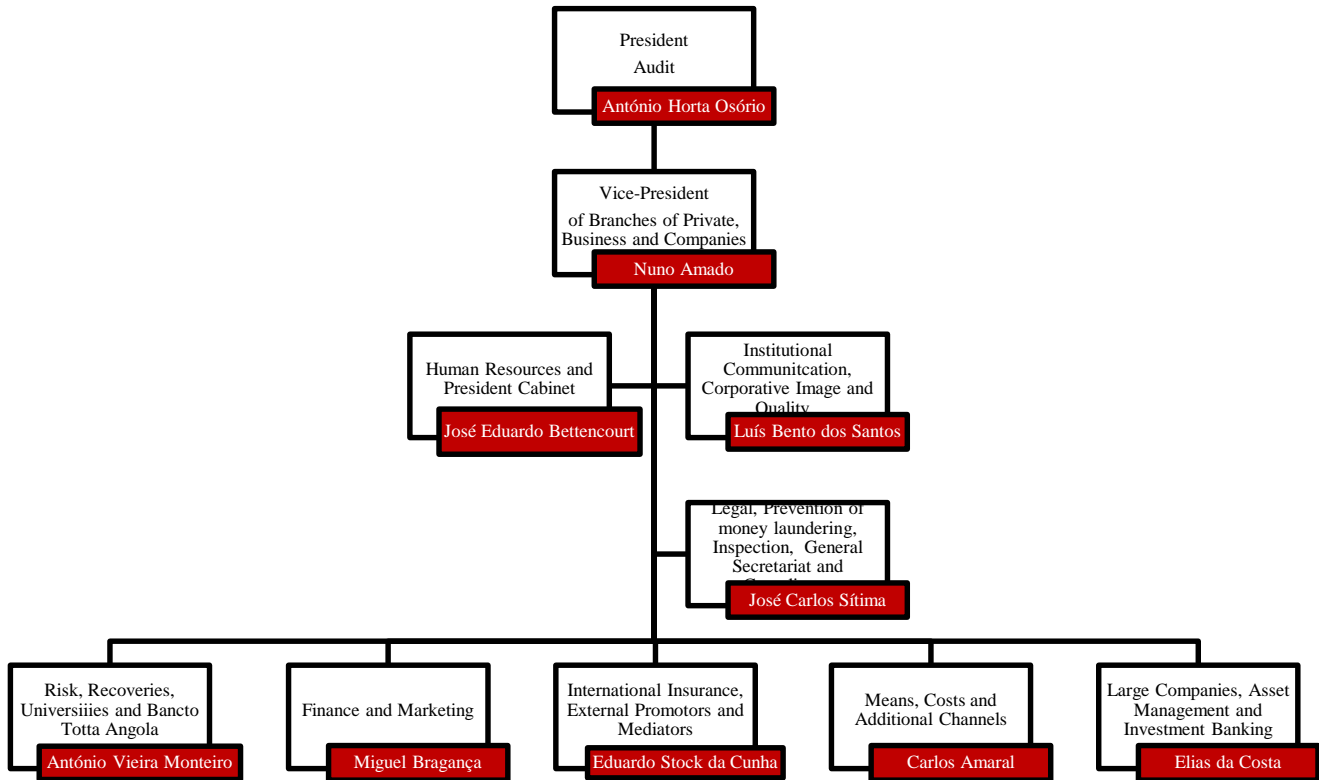 President
Audit
António Horta Osório
Vice-President
of Branches of Private,
Business and Companies
Nuno Amado
Human Resources and
President Cabinet
José Eduardo Bettencourt
Institutional
Communitcation,
Corporative Image and
Quality
Luís Bento dos Santos
Legal, Prevention of
money laundering,
Inspection, General
Secretariat and
José Carlos Sítima
Risk, Recoveries,
Universiiies and Bancto
Totta Angola
António Vieira Monteiro
Finance and Marketing
Miguel Bragança
International Insurance,
External Promotors and
Mediators
Eduardo Stock da Cunha
Means, Costs and
Additional Channels
Carlos Amaral
Large Companies, Asset
Management and
Investment Banking
Elias da Costa